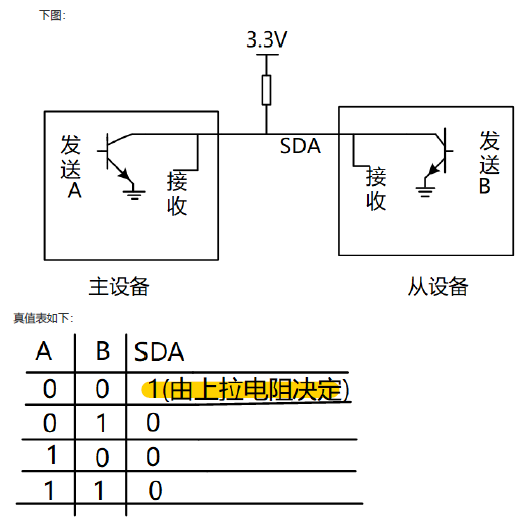 下图：
3.3V
SDA
发送A
接收
接收
发送B
主设备
从设备
真值表如下：
A B SDA
0 0 1(由上拉电阻决定)
0 1 0
1 0 0
1 1 0